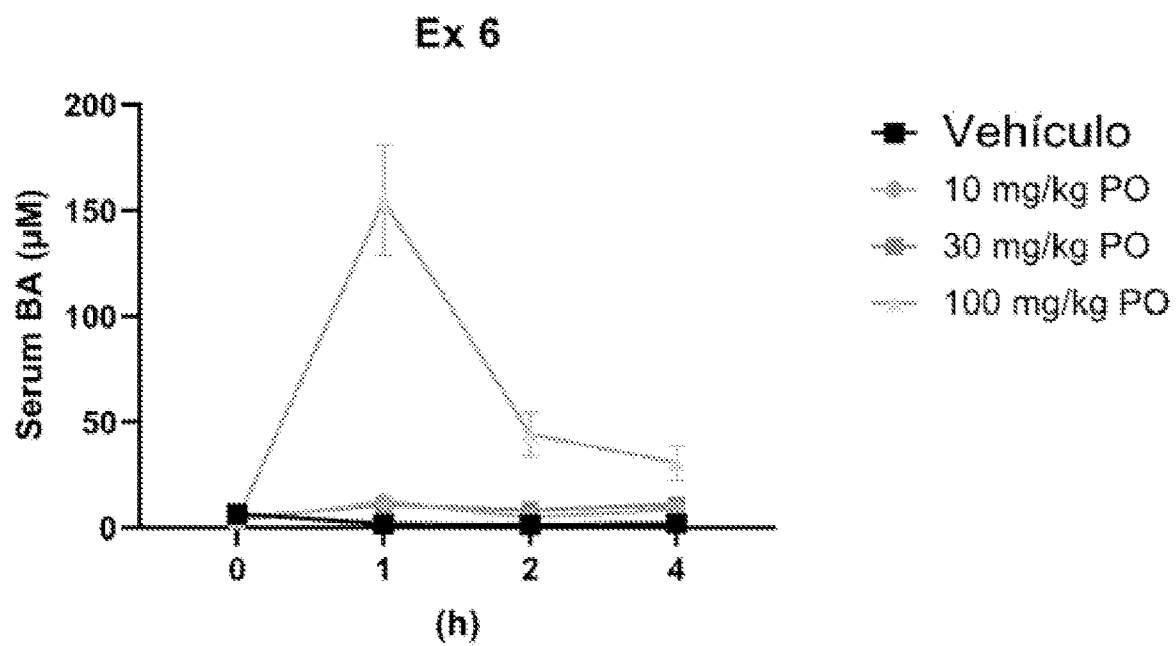 Ex 6
200
150
100
50
0
Serum BA (µM)
0 1 2 4
(h)
Vehículo
10 mg/kg PO
30 mg/kg PO
100 mg/kg PO